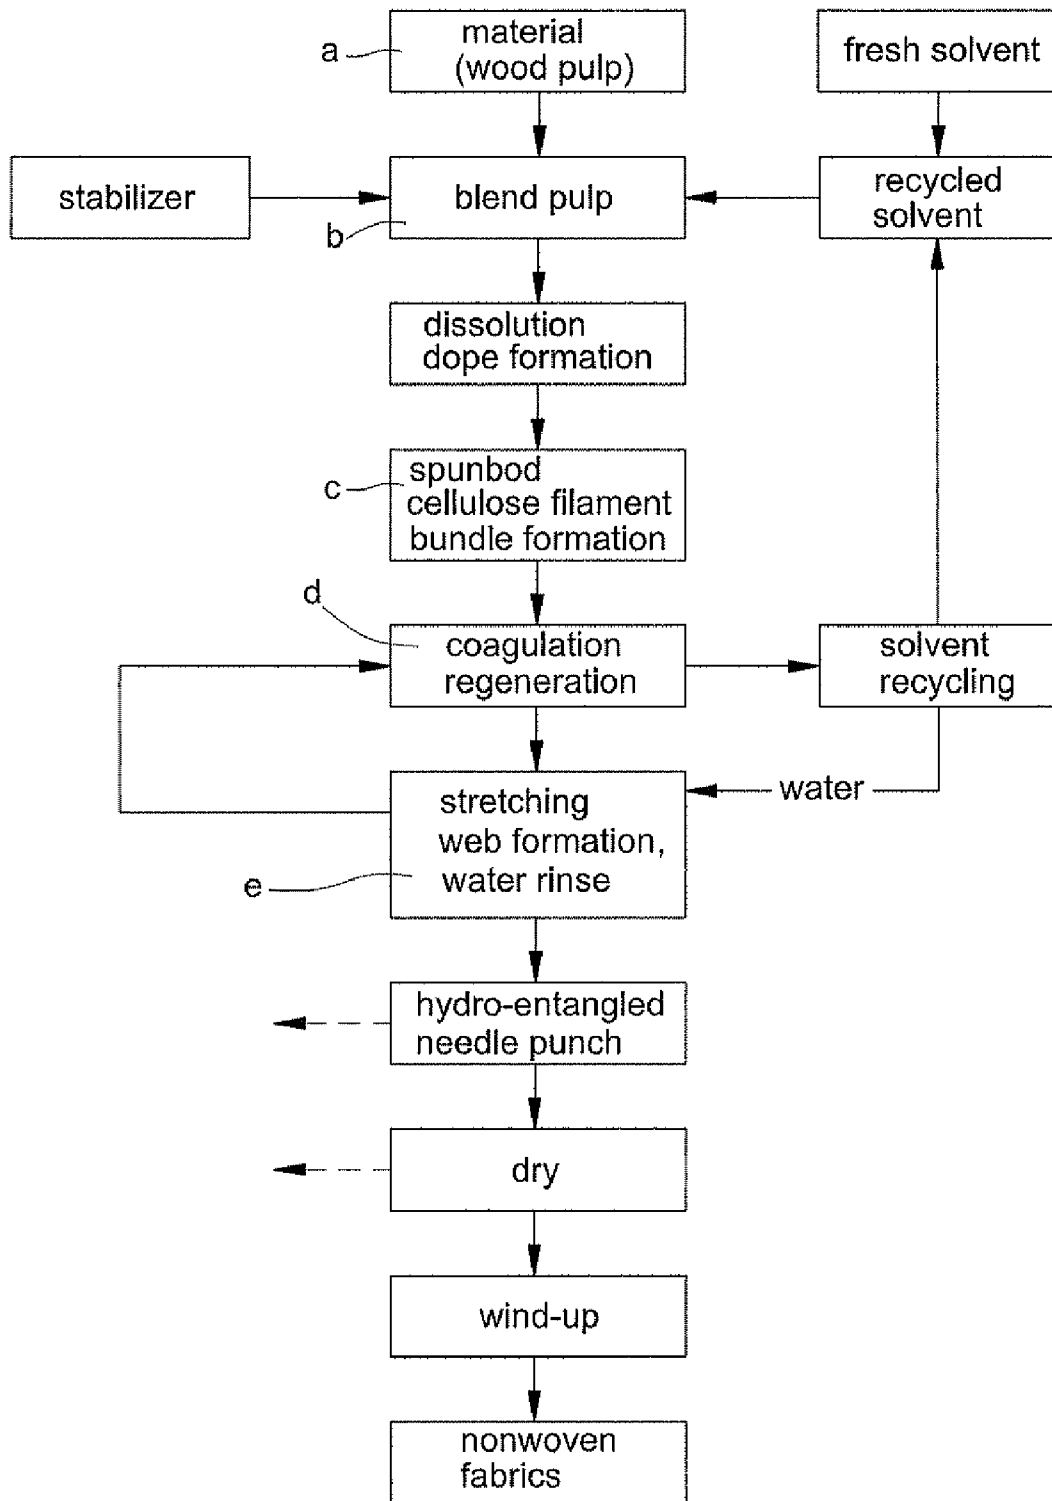 a
material
(wood pulp)
fresh solvent
stabilizer
blend pulp
b
recycled
solvent
dissolution
dope formation
c
spunbod
cellulose filament
bundle formation
d
coagulation
regeneration
solvent
recycling
water
stretching
web formation,
water rinse
e
hydro-entangled
needle punch
dry
wind-up
nonwoven
fabrics